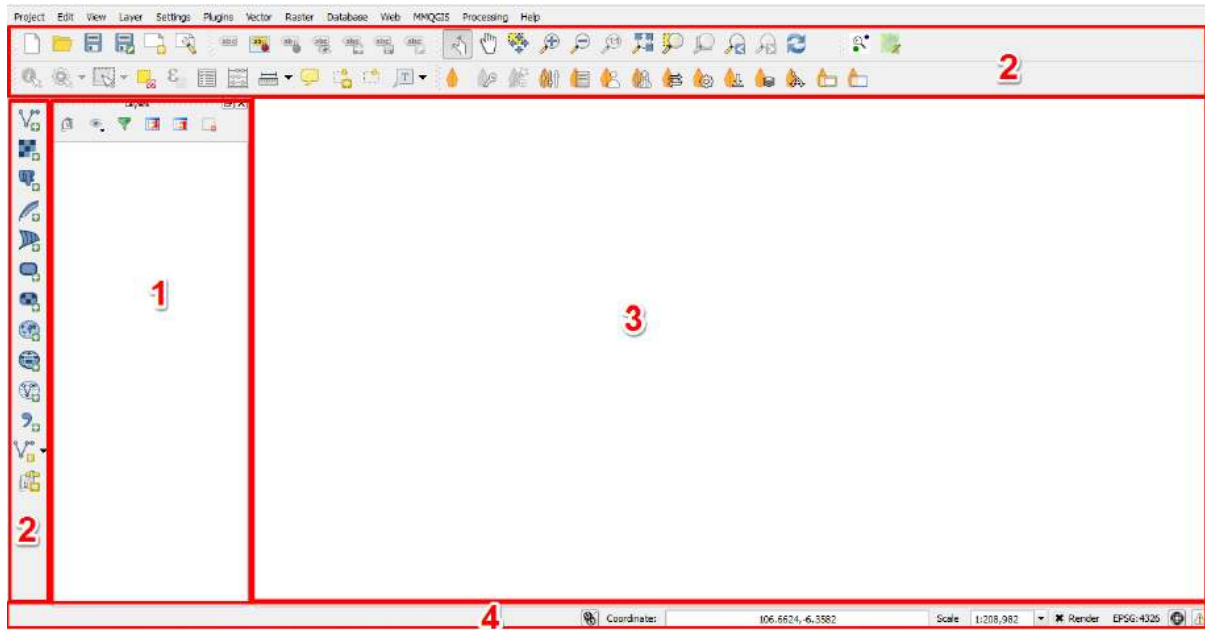 Project Edit View Layer Settings Plugins Vector Raster Database Web MMQGIS Processing Help
2
Layers
1
3
2
4
Coordinate: 106.6624,-6.3582 Scale 1:208,982 Render EPSG:4326